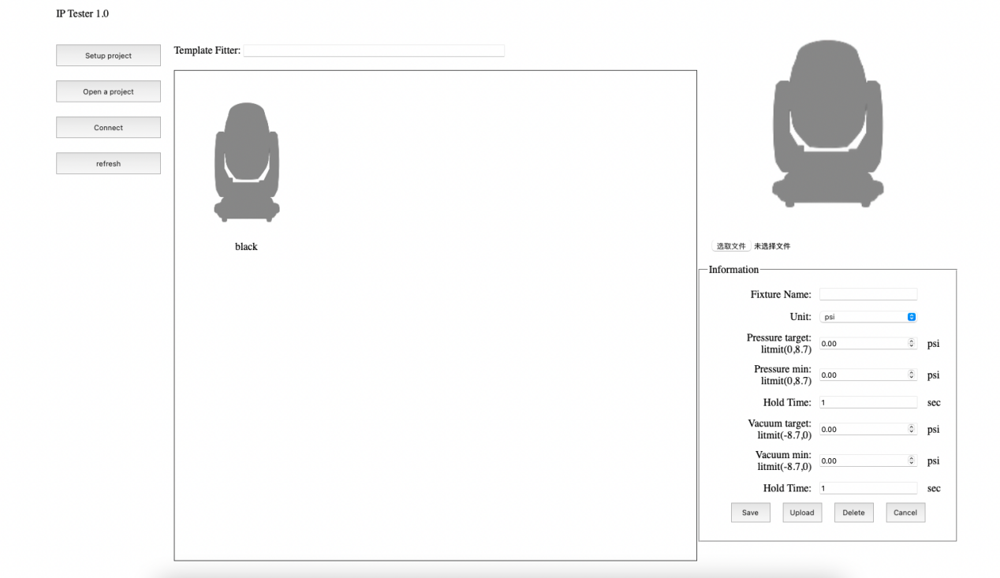 IP Tester 1.0
Setup project
Open a project
Connect
refresh
Template Fitter:
black
选取文件 未选择文件
Information
Fixture Name:
Unit: psi
Pressure target:
litmit(0,8.7) 0.00 psi
Pressure min:
litmit(0,8.7) 0.00 psi
Hold Time: 1 sec
Vacuum target:
litmit(-8.7,0) 0.00 psi
Vacuum min:
litmit(-8.7,0) 0.00 psi
Hold Time: 1 sec
Save Upload Delete Cancel